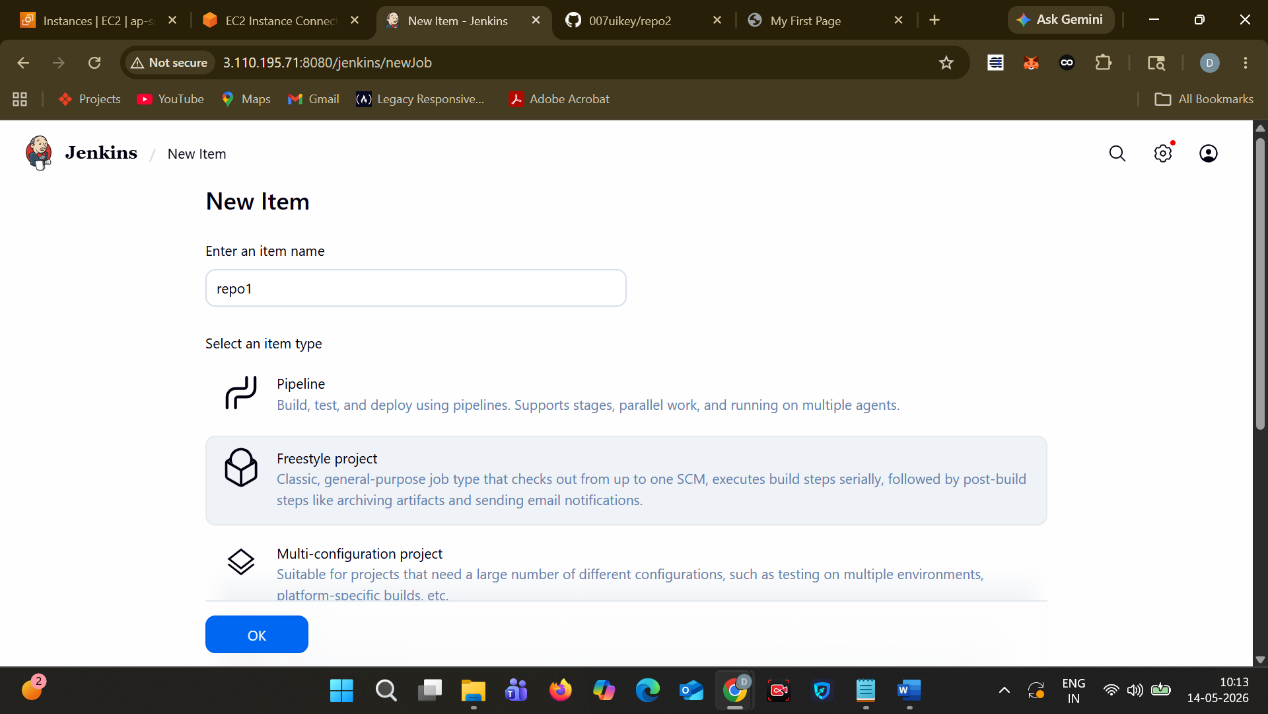 Instances | EC2 | ap-s
EC2 Instance Connect
New Item - Jenkins
007uikey/repo2
My First Page
Ask Gemini
Not secure
3.110.195.71:8080/jenkins/newJob
D
Projects
YouTube
Maps
Gmail
Legacy Responsive...
Adobe Acrobat
All Bookmarks
Jenkins / New Item
New Item
Enter an item name
repo1
Select an item type
Pipeline
Build, test, and deploy using pipelines. Supports stages, parallel work, and running on multiple agents.
Freestyle project
Classic, general-purpose job type that checks out from up to one SCM, executes build steps serially, followed by post-build
steps like archiving artifacts and sending email notifications.
Multi-configuration project
Suitable for projects that need a large number of different configurations, such as testing on multiple environments,
platform-specific builds, etc.
OK
2
D
ENG
IN
10:13
14-05-2026